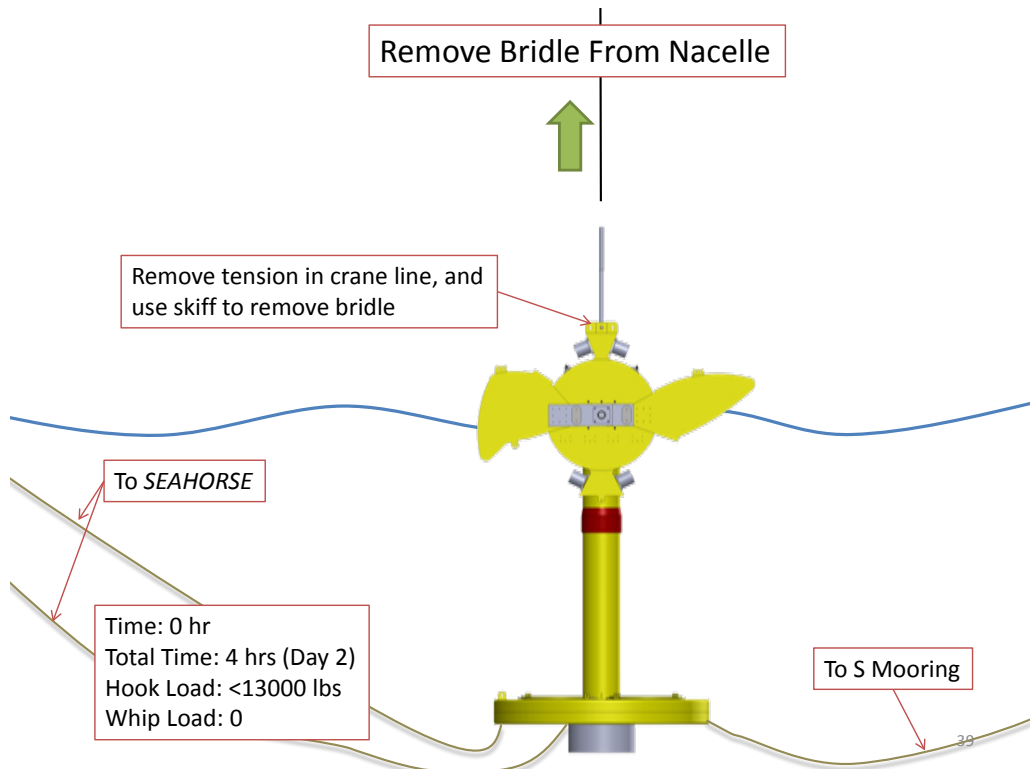 Remove Bridle From Nacelle
Remove tension in crane line, and
use skiff to remove bridle
To SEAHORSE
Time: 0 hr
Total Time: 4 hrs (Day 2)
Hook Load: <13000 lbs
Whip Load: 0
To S Mooring
39